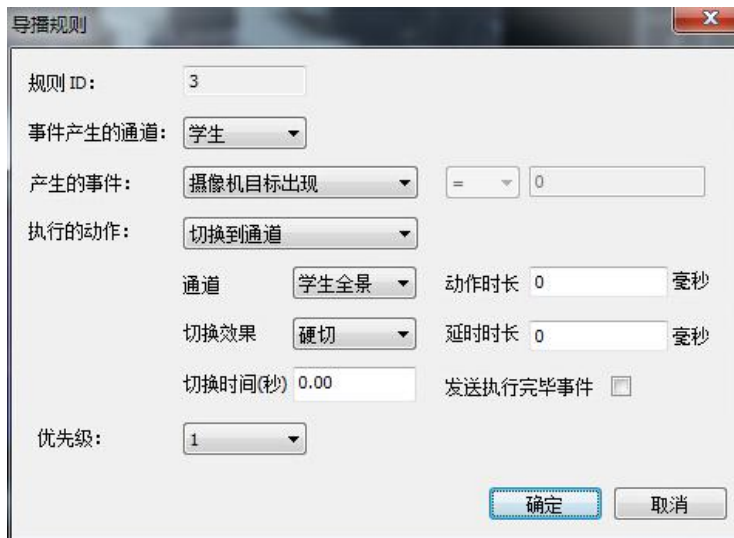 导播规则
规则 ID： 3
事件产生的通道： 学生
产生的事件： 摄像机目标出现 = 0
执行的动作： 切换到通道
通道 学生全景 动作时长 0 毫秒
切换效果 硬切 延时时长 0 毫秒
切换时间(秒) 0.00 发送执行完毕事件
优先级： 1
确定 取消